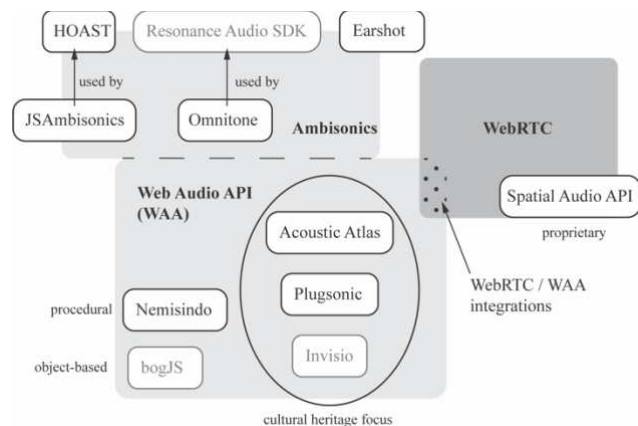 HOAST
Resonance Audio SDK
Earshot
used by
used by
JSAmbisonics
Omnitone
Ambisonics
WebRTC
Web Audio API
(WAA)
Spatial Audio API
proprietary
Acoustic Atlas
WebRTC / WAA
integrations
Plugsonic
procedural
Nemisindo
object-based
bogJS
Invisio
cultural heritage focus